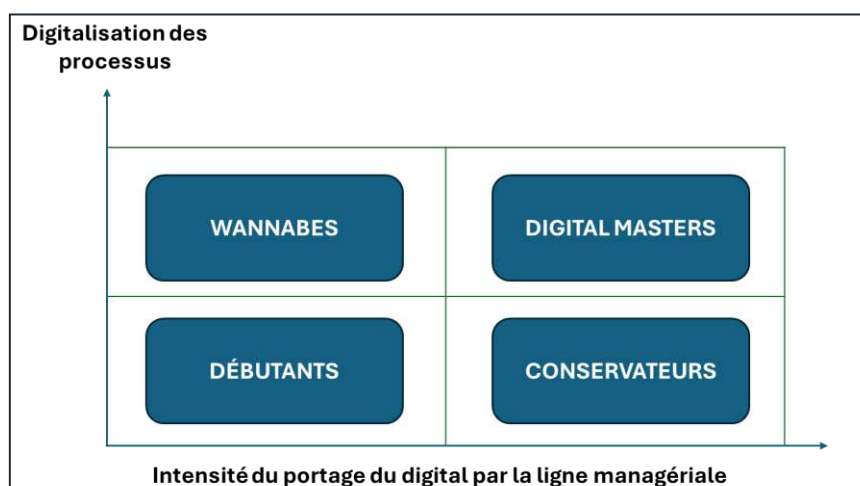 Digitalisation des
processus
WANNABES
DIGITAL MASTERS
DÉBUTANTS
CONSERVATEURS
Intensité du portage du digital par la ligne managériale